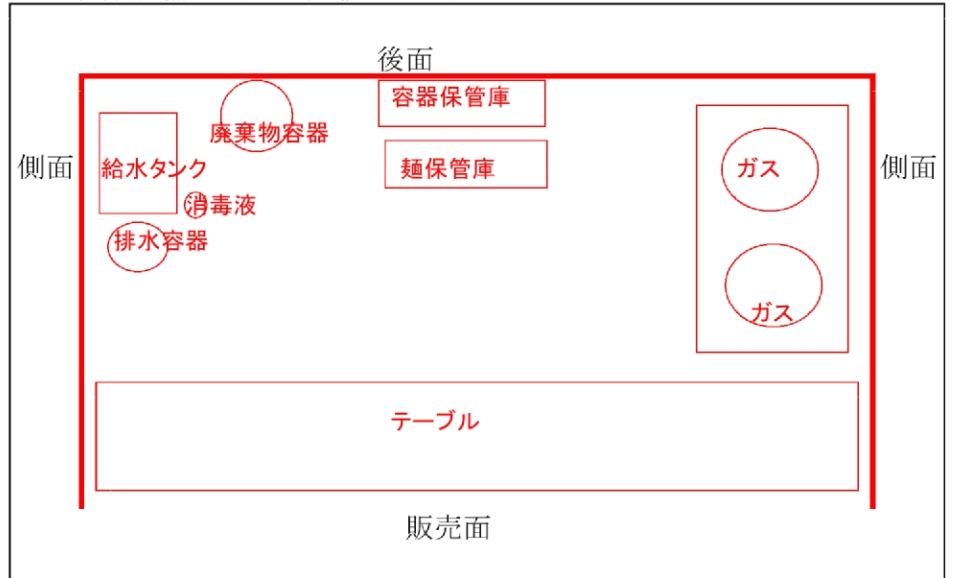 後面
容器保管庫
廃棄物容器
側面
給水タンク
麺保管庫
ガス
側面
消毒液
排水容器
ガス
テーブル
販売面